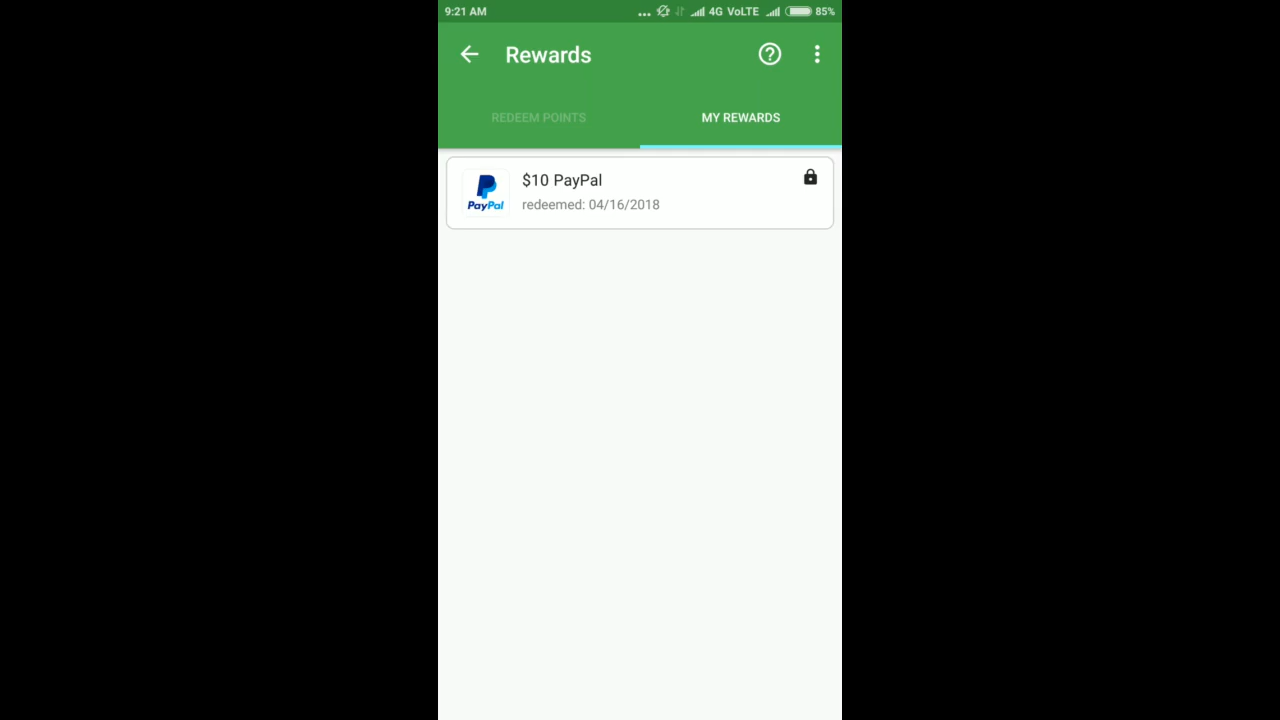 9:21 AM ... 4G VoLTE 85%
Rewards
REDEEM POINTS MY REWARDS
$10 PayPal
PayPal
redeemed: 04/16/2018